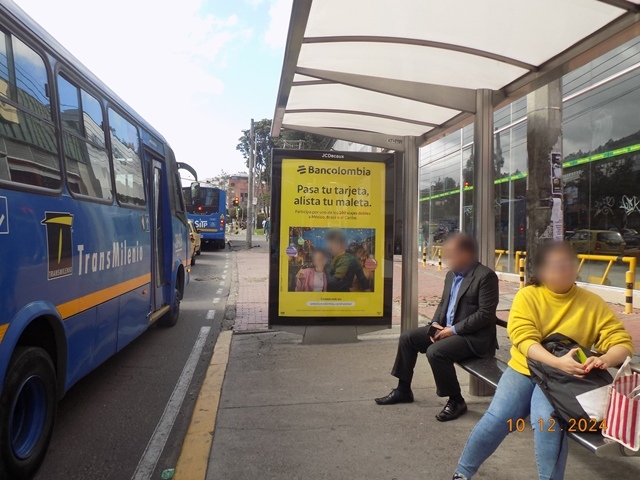 JCDecaux
Bancolombia
Pasa tu tarjeta,
alista tu maleta.
TransMilenio
SITP
10.12.2024